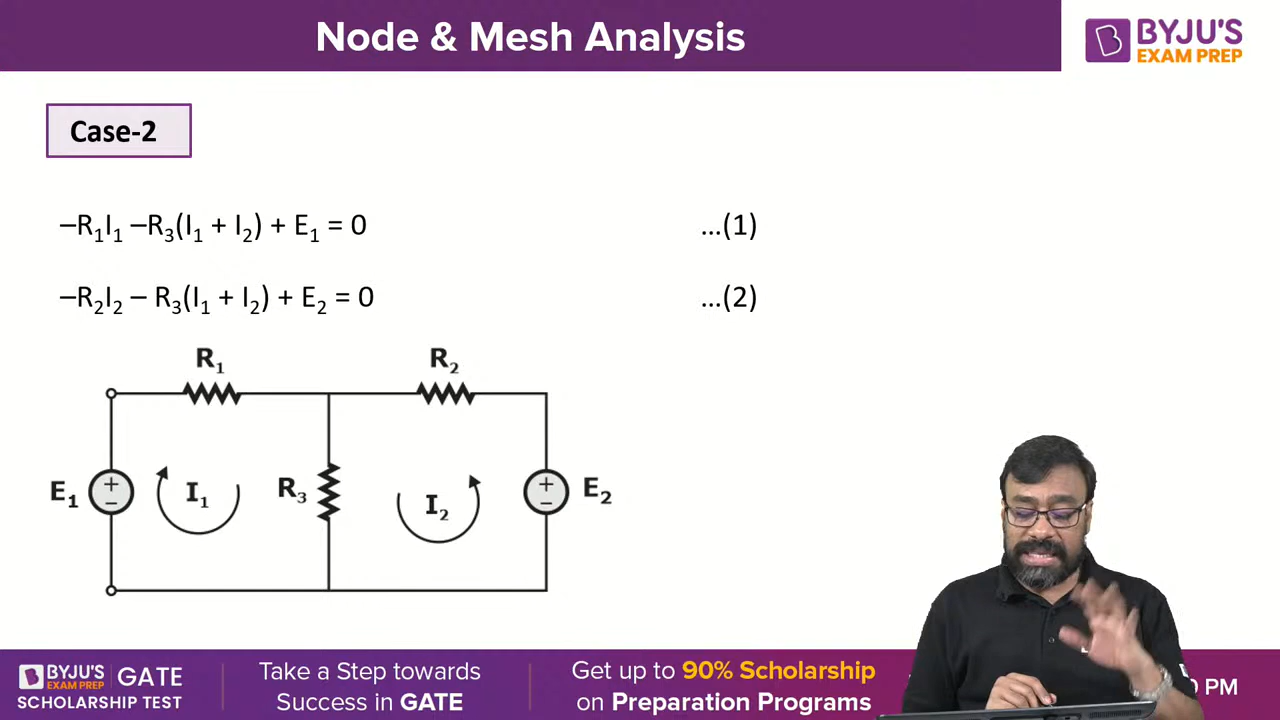 Node & Mesh Analysis
BYJU'S
EXAM PREP
Case-2
–R₁I₁ –R₃(I₁ + I₂) + E₁ = 0 ...(1)
–R₂I₂ – R₃(I₁ + I₂) + E₂ = 0 ...(2)
R₁ R₂
E₁ + – I₁ R₃ I₂ + – E₂
BYJU'S EXAM PREP GATE
SCHOLARSHIP TEST
Take a Step towards
Success in GATE
Get up to 90% Scholarship
on Preparation Programs
PM